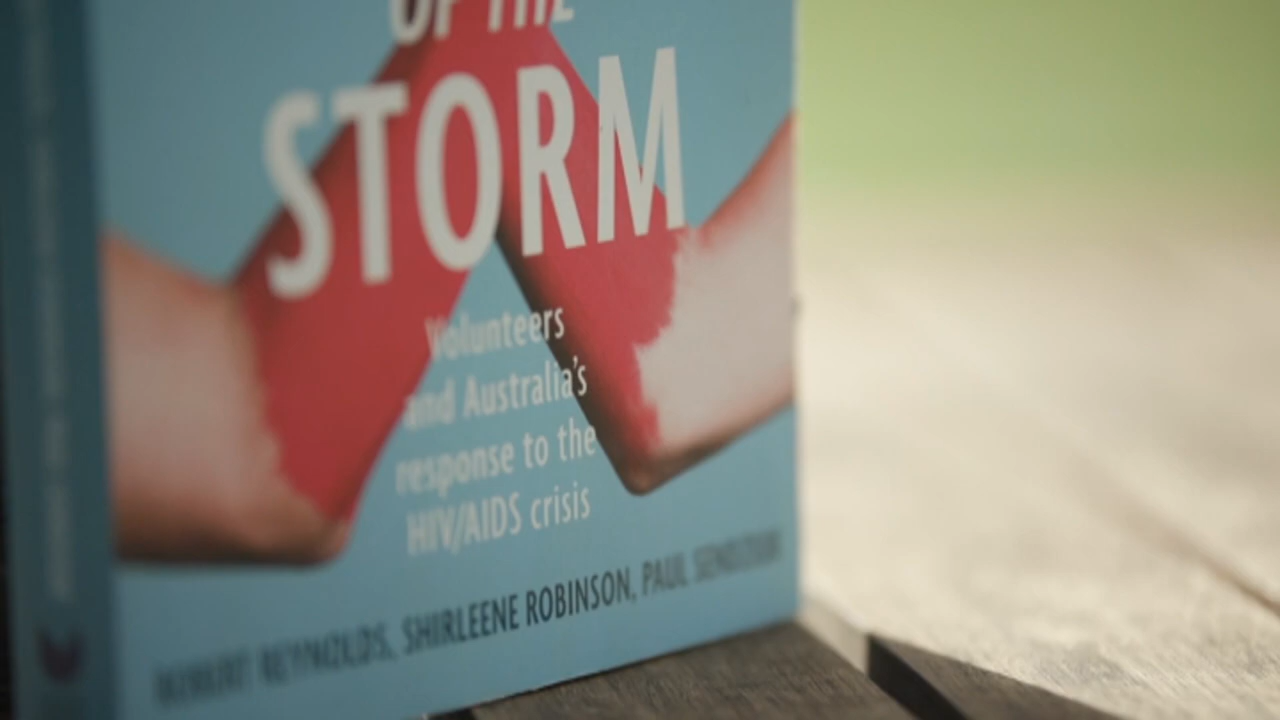 OF THE
STORM
Volunteers
and Australia's
response to the
HIV/AIDS crisis
ROBERT REYNOLDS, SHIRLEENE ROBINSON, PAUL SENDZIUK